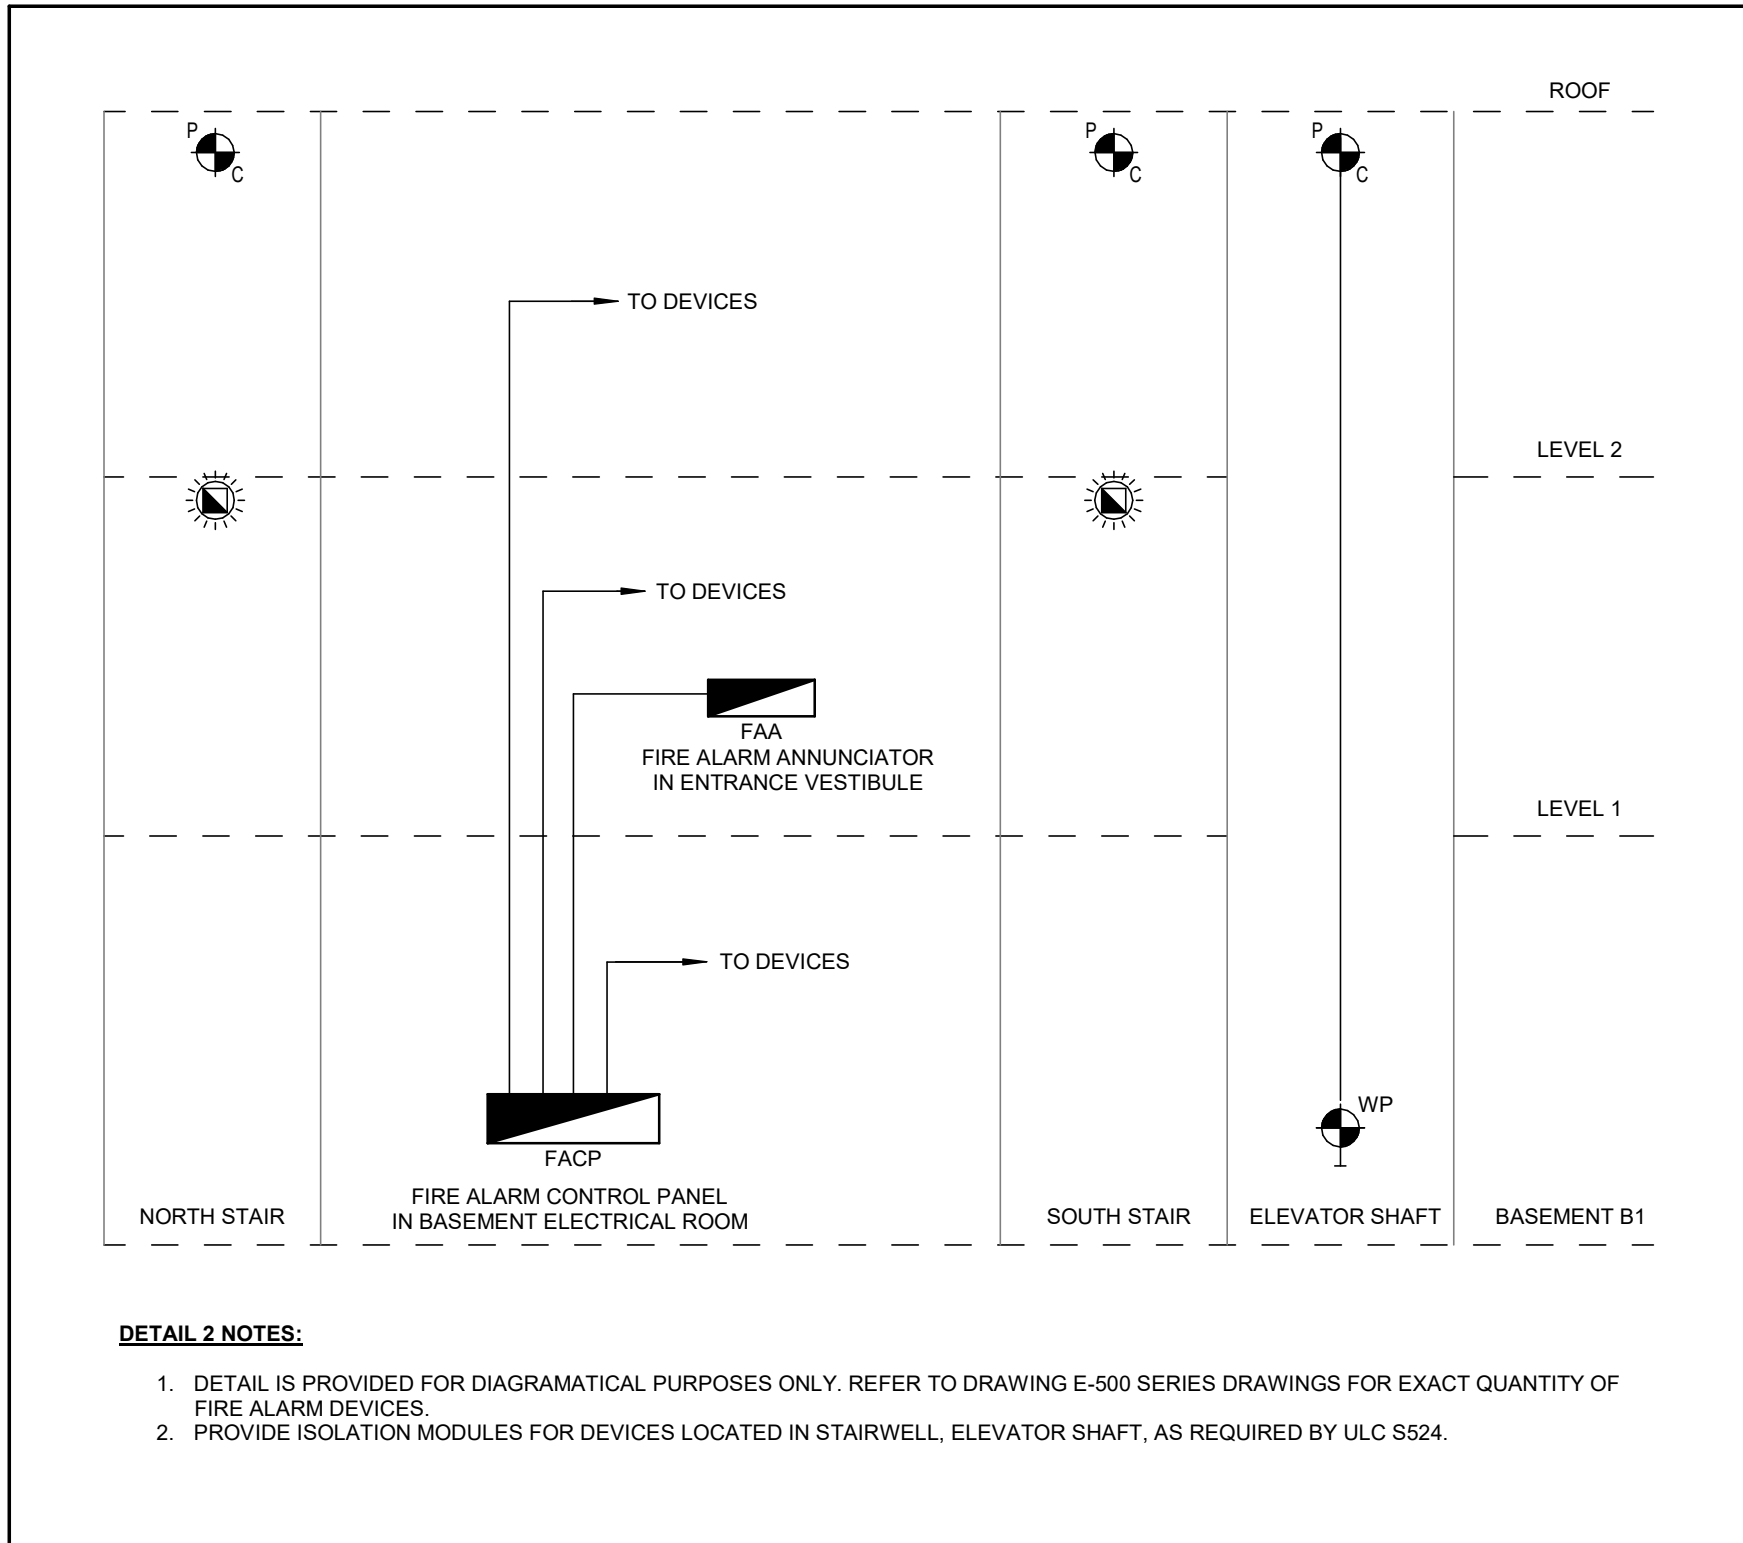 ROOF
P
C
P
C
P
C
TO DEVICES
LEVEL 2
TO DEVICES
FAA
FIRE ALARM ANNUNCIATOR
IN ENTRANCE VESTIBULE
LEVEL 1
TO DEVICES
WP
FACP
FIRE ALARM CONTROL PANEL
IN BASEMENT ELECTRICAL ROOM
NORTH STAIR
SOUTH STAIR
ELEVATOR SHAFT
BASEMENT B1
DETAIL 2 NOTES:
1. DETAIL IS PROVIDED FOR DIAGRAMATICAL PURPOSES ONLY. REFER TO DRAWING E-500 SERIES DRAWINGS FOR EXACT QUANTITY OF
FIRE ALARM DEVICES.
2. PROVIDE ISOLATION MODULES FOR DEVICES LOCATED IN STAIRWELL, ELEVATOR SHAFT, AS REQUIRED BY ULC S524.